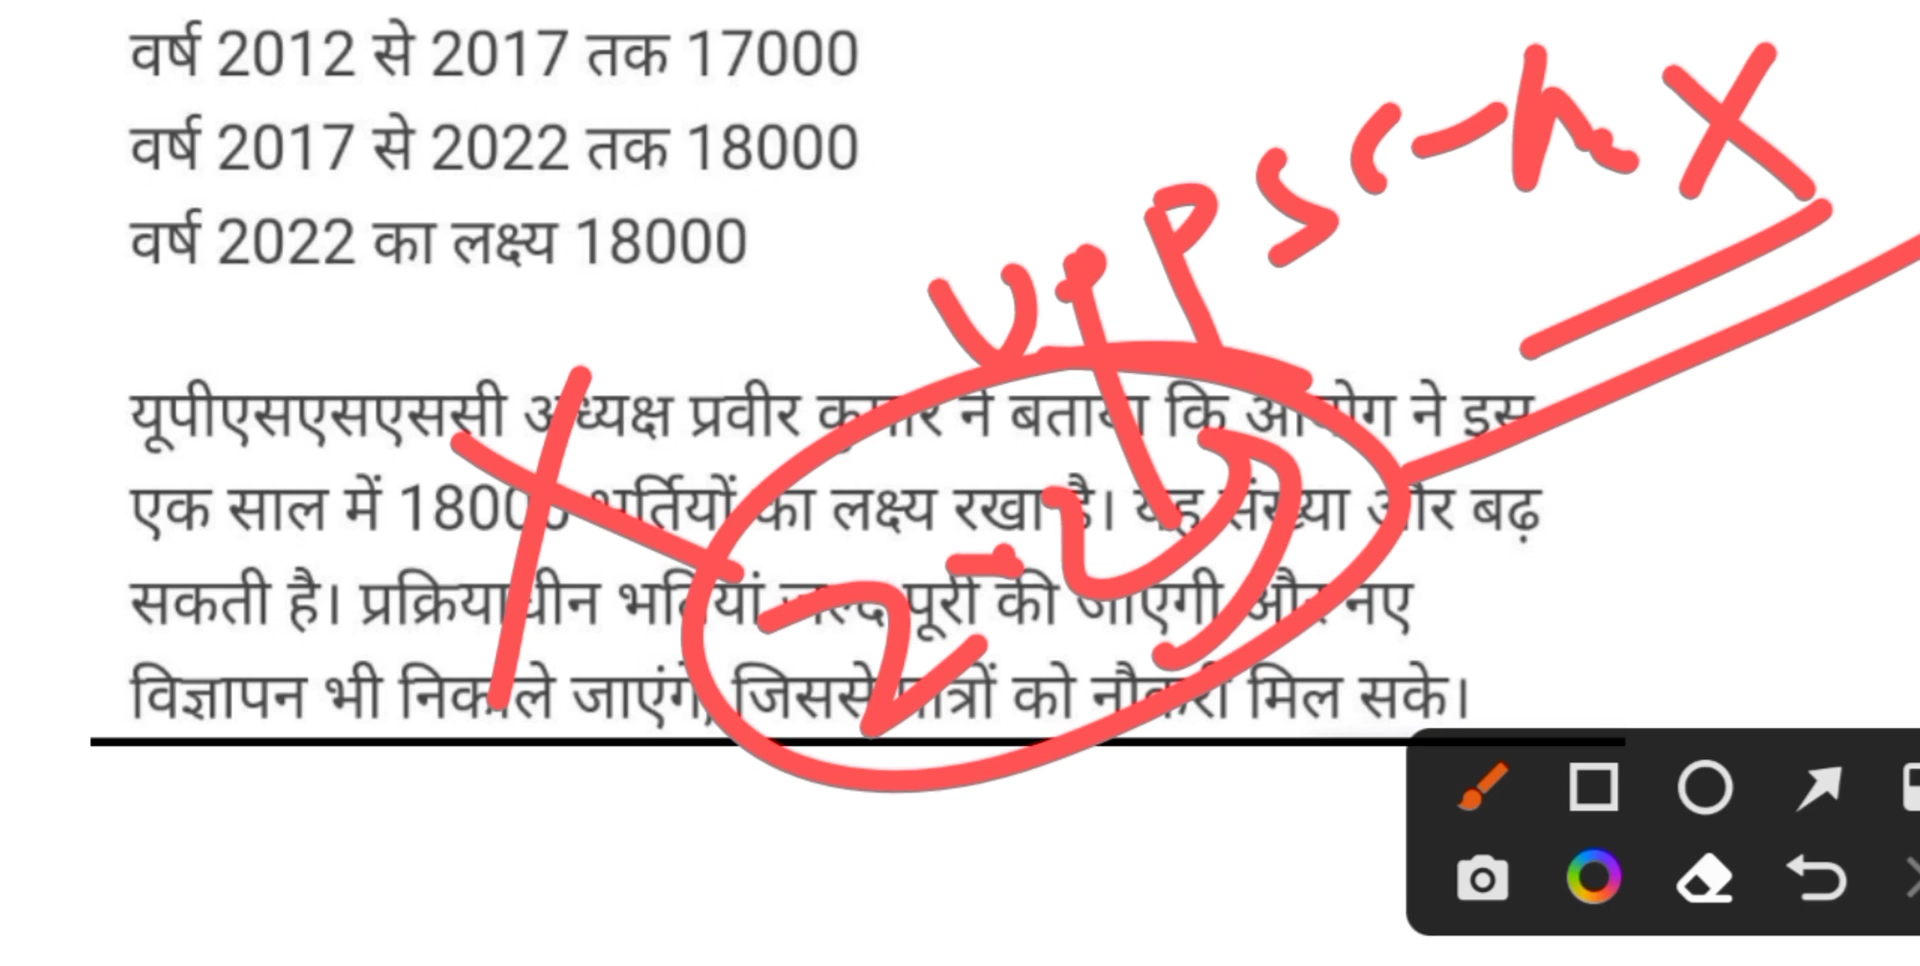 वर्ष 2012 से 2017 तक 17000
वर्ष 2017 से 2022 तक 18000
वर्ष 2022 का लक्ष्य 18000
यूपीएसएसएससी अध्यक्ष प्रवीर कुमार ने बताया कि आयोग ने इस
एक साल में 18000 भर्तियों का लक्ष्य रखा है। यह संख्या और बढ़
सकती है। प्रक्रियाधीन भर्तियां जल्द पूरी की जाएंगी और नए
विज्ञापन भी निकाले जाएंगे, जिससे छात्रों को नौकरी मिल सके।